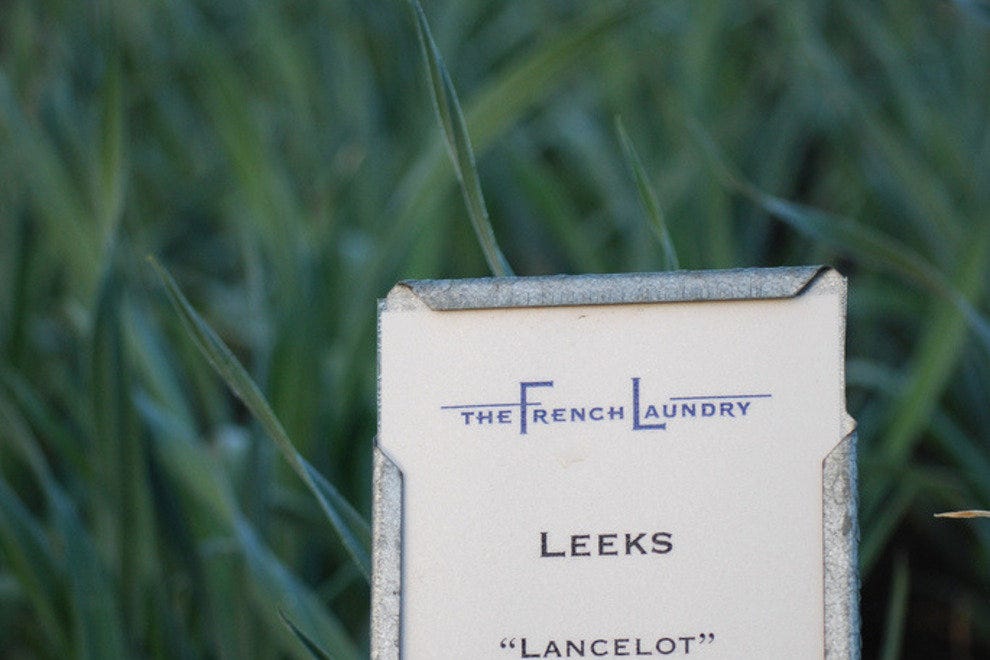 THE FRENCH LAUNDRY
LEEKS
“LANCELOT”